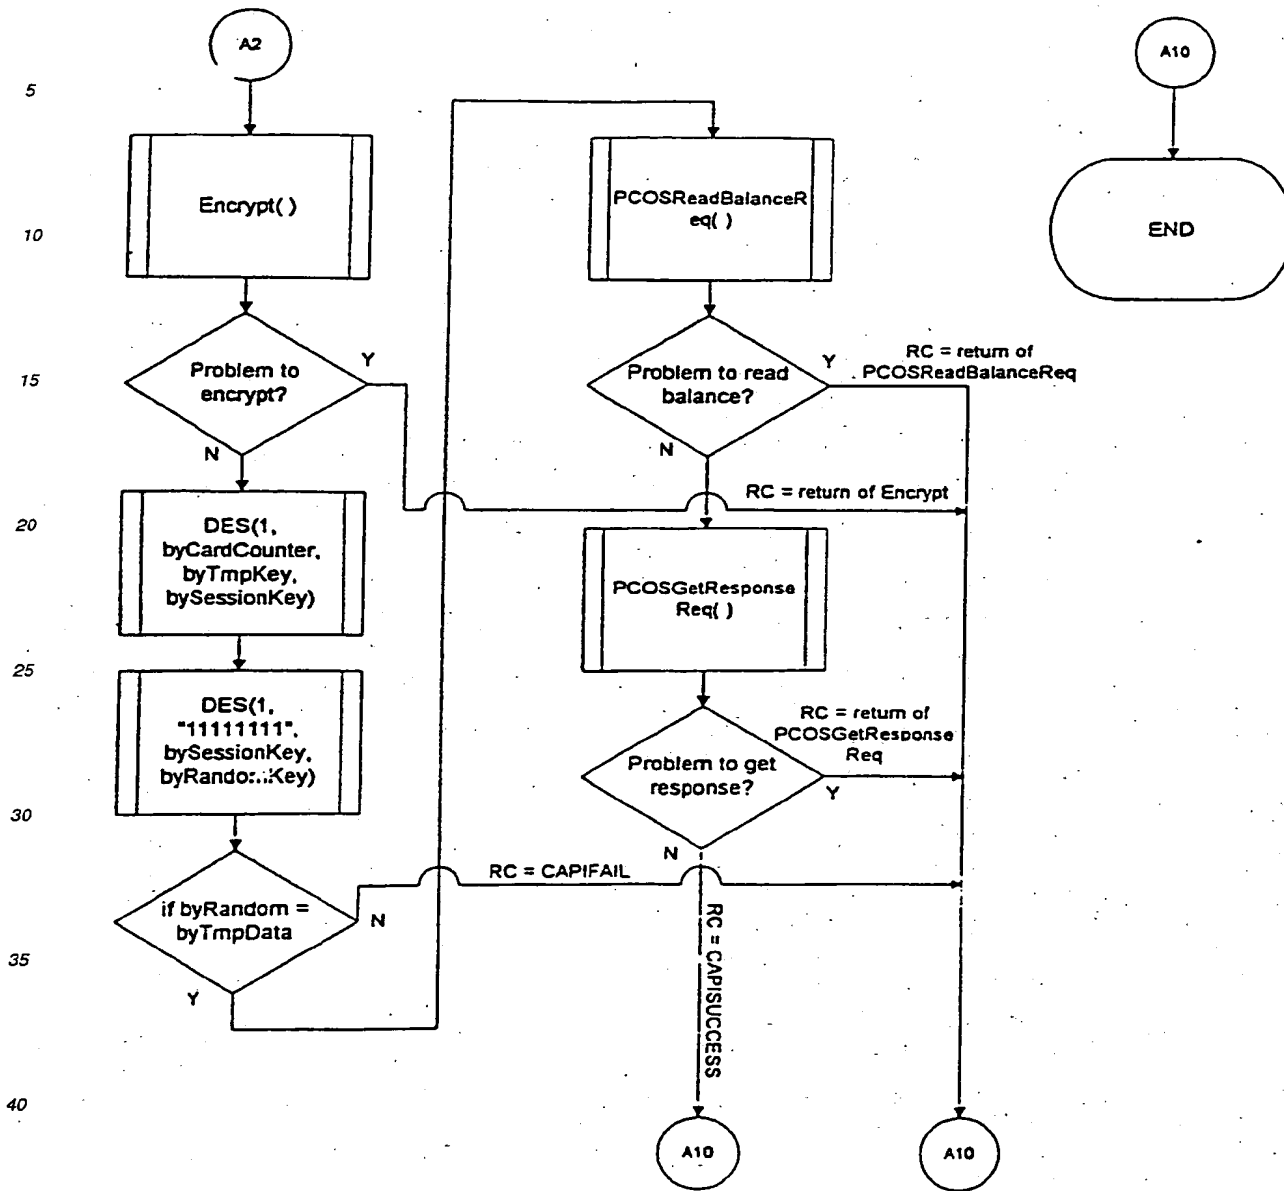 A2
5
Encrypt( )
10
Problem to
encrypt?
Y
15
N
DES(1,
byCardCounter,
byTmpKey,
bySessionKey)
20
25
DES(1,
"11111111",
bySessionKey,
30
if byRandom =
byTmpData
N
RC = CAPIFAIL
35
Y
40
PCOSReadBalanceR
eq( )
Problem to read
balance?
Y
RC = return of
PCOSReadBalanceReq
N
RC = return of Encrypt
PCOSGetResponse
Req( )
RC = return of
PCOSGetResponse
Req
Problem to get
response?
Y
N
RC = CAPISUCCESS
A10
A10
A10
END